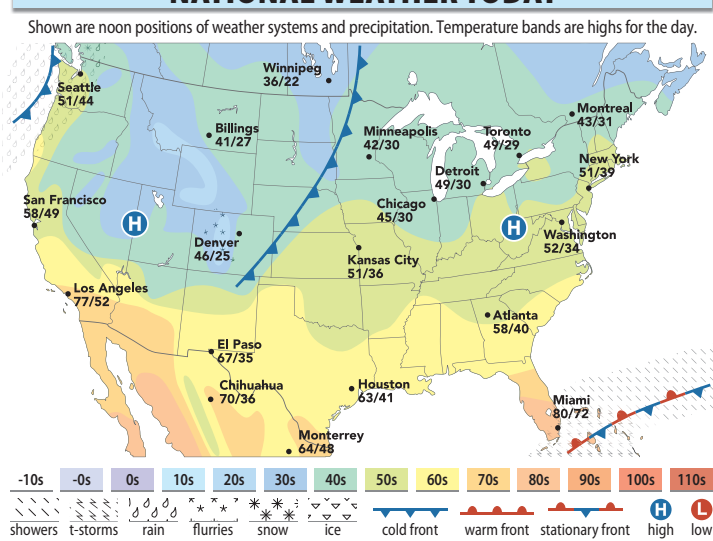 NATIONAL WEATHER TODAY
Shown are noon positions of weather systems and precipitation. Temperature bands are highs for the day.
Winnipeg
36/22
Seattle
51/44
Montreal
43/31
Billings
41/27
Minneapolis
42/30
Toronto
49/29
New York
51/39
Detroit
49/30
San Francisco
58/49
Chicago
45/30
H
H
Denver
46/25
Washington
52/34
Kansas City
51/36
Los Angeles
77/52
Atlanta
58/40
El Paso
67/35
Chihuahua
70/36
Houston
63/41
Miami
80/72
Monterrey
64/48
-10s -0s 0s 10s 20s 30s 40s 50s 60s 70s 80s 90s 100s 110s
H L
showers t-storms rain flurries snow ice cold front warm front stationary front high low